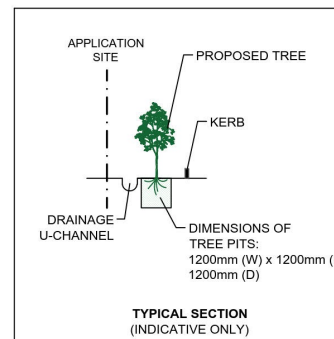 APPLICATION
SITE
PROPOSED TREE
KERB
DRAINAGE
U-CHANNEL
DIMENSIONS OF
TREE PITS:
1200mm (W) x 1200mm (
1200mm (D)
TYPICAL SECTION
(INDICATIVE ONLY)